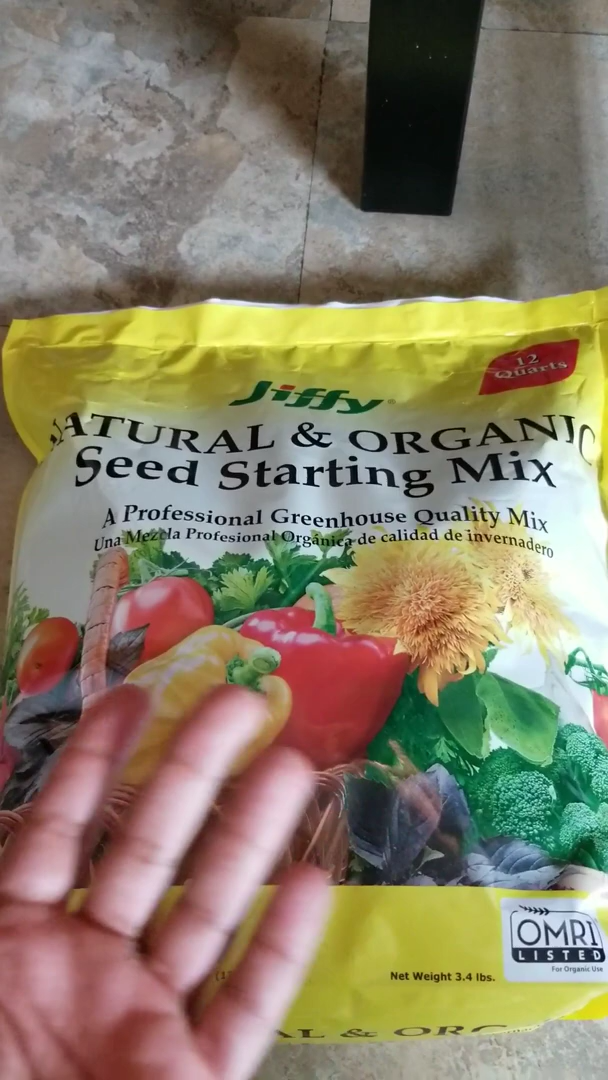 12
Quarts
Jiffy®
NATURAL & ORGANIC
Seed Starting Mix
A Professional Greenhouse Quality Mix
Una Mezcla Profesional Orgánica de calidad de invernadero
OMRI
LISTED
For Organic Use
Net Weight 3.4 lbs.
AL & ORG